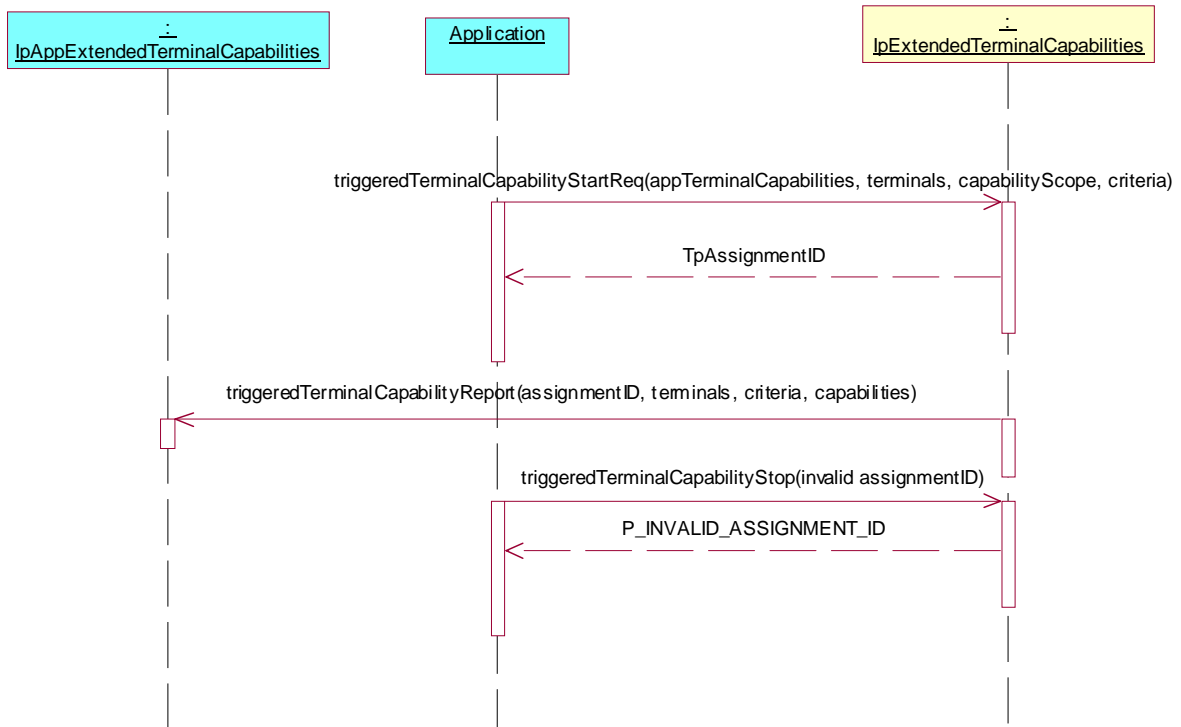 :
IpAppExtendedTerminalCapabilities
Application
:
IpExtendedTerminalCapabilities
triggeredTerminalCapabilityStartReq(appTerminalCapabilities, terminals, capabilityScope, criteria)
TpAssignmentID
triggeredTerminalCapabilityReport(assignmentID, terminals, criteria, capabilities)
triggeredTerminalCapabilityStop(invalid assignmentID)
P_INVALID_ASSIGNMENT_ID